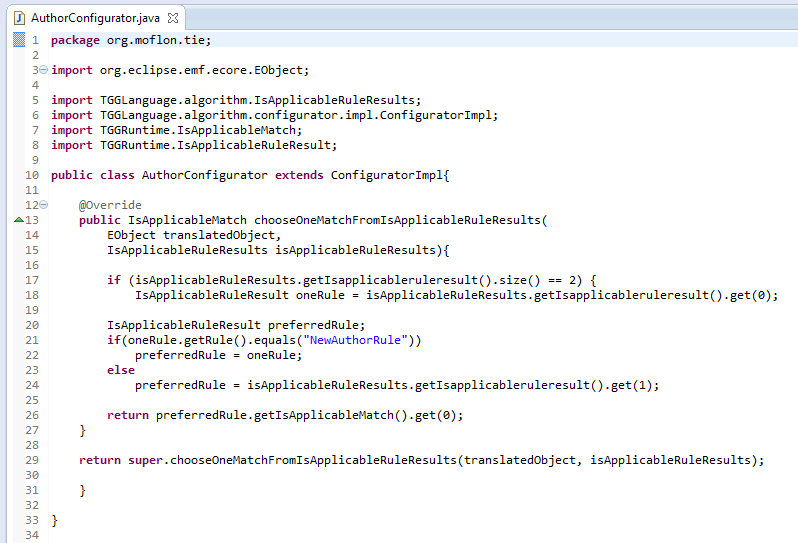 AuthorConfigurator.java
1 package org.moflon.tie;
2
3 import org.eclipse.emf.ecore.EObject;
4
5 import TGGLanguage.algorithm.IsApplicableRuleResults;
6 import TGGLanguage.algorithm.configurator.impl.ConfiguratorImpl;
7 import TGGRuntime.IsApplicableMatch;
8 import TGGRuntime.IsApplicableRuleResult;
9
10 public class AuthorConfigurator extends ConfiguratorImpl{
11
12     @Override
13     public IsApplicableMatch chooseOneMatchFromIsApplicableRuleResults(
14         EObject translatedObject,
15         IsApplicableRuleResults isApplicableRuleResults){
16
17         if (isApplicableRuleResults.getIsapplicableruleresult().size() == 2) {
18             IsApplicableRuleResult oneRule = isApplicableRuleResults.getIsapplicableruleresult().get(0);
19
20         IsApplicableRuleResult preferredRule;
21         if(oneRule.getRule().equals("NewAuthorRule"))
22             preferredRule = oneRule;
23         else
24             preferredRule = isApplicableRuleResults.getIsapplicableruleresult().get(1);
25
26         return preferredRule.getIsApplicableMatch().get(0);
27     }
28
29     return super.chooseOneMatchFromIsApplicableRuleResults(translatedObject, isApplicableRuleResults);
30
31     }
32
33 }
34